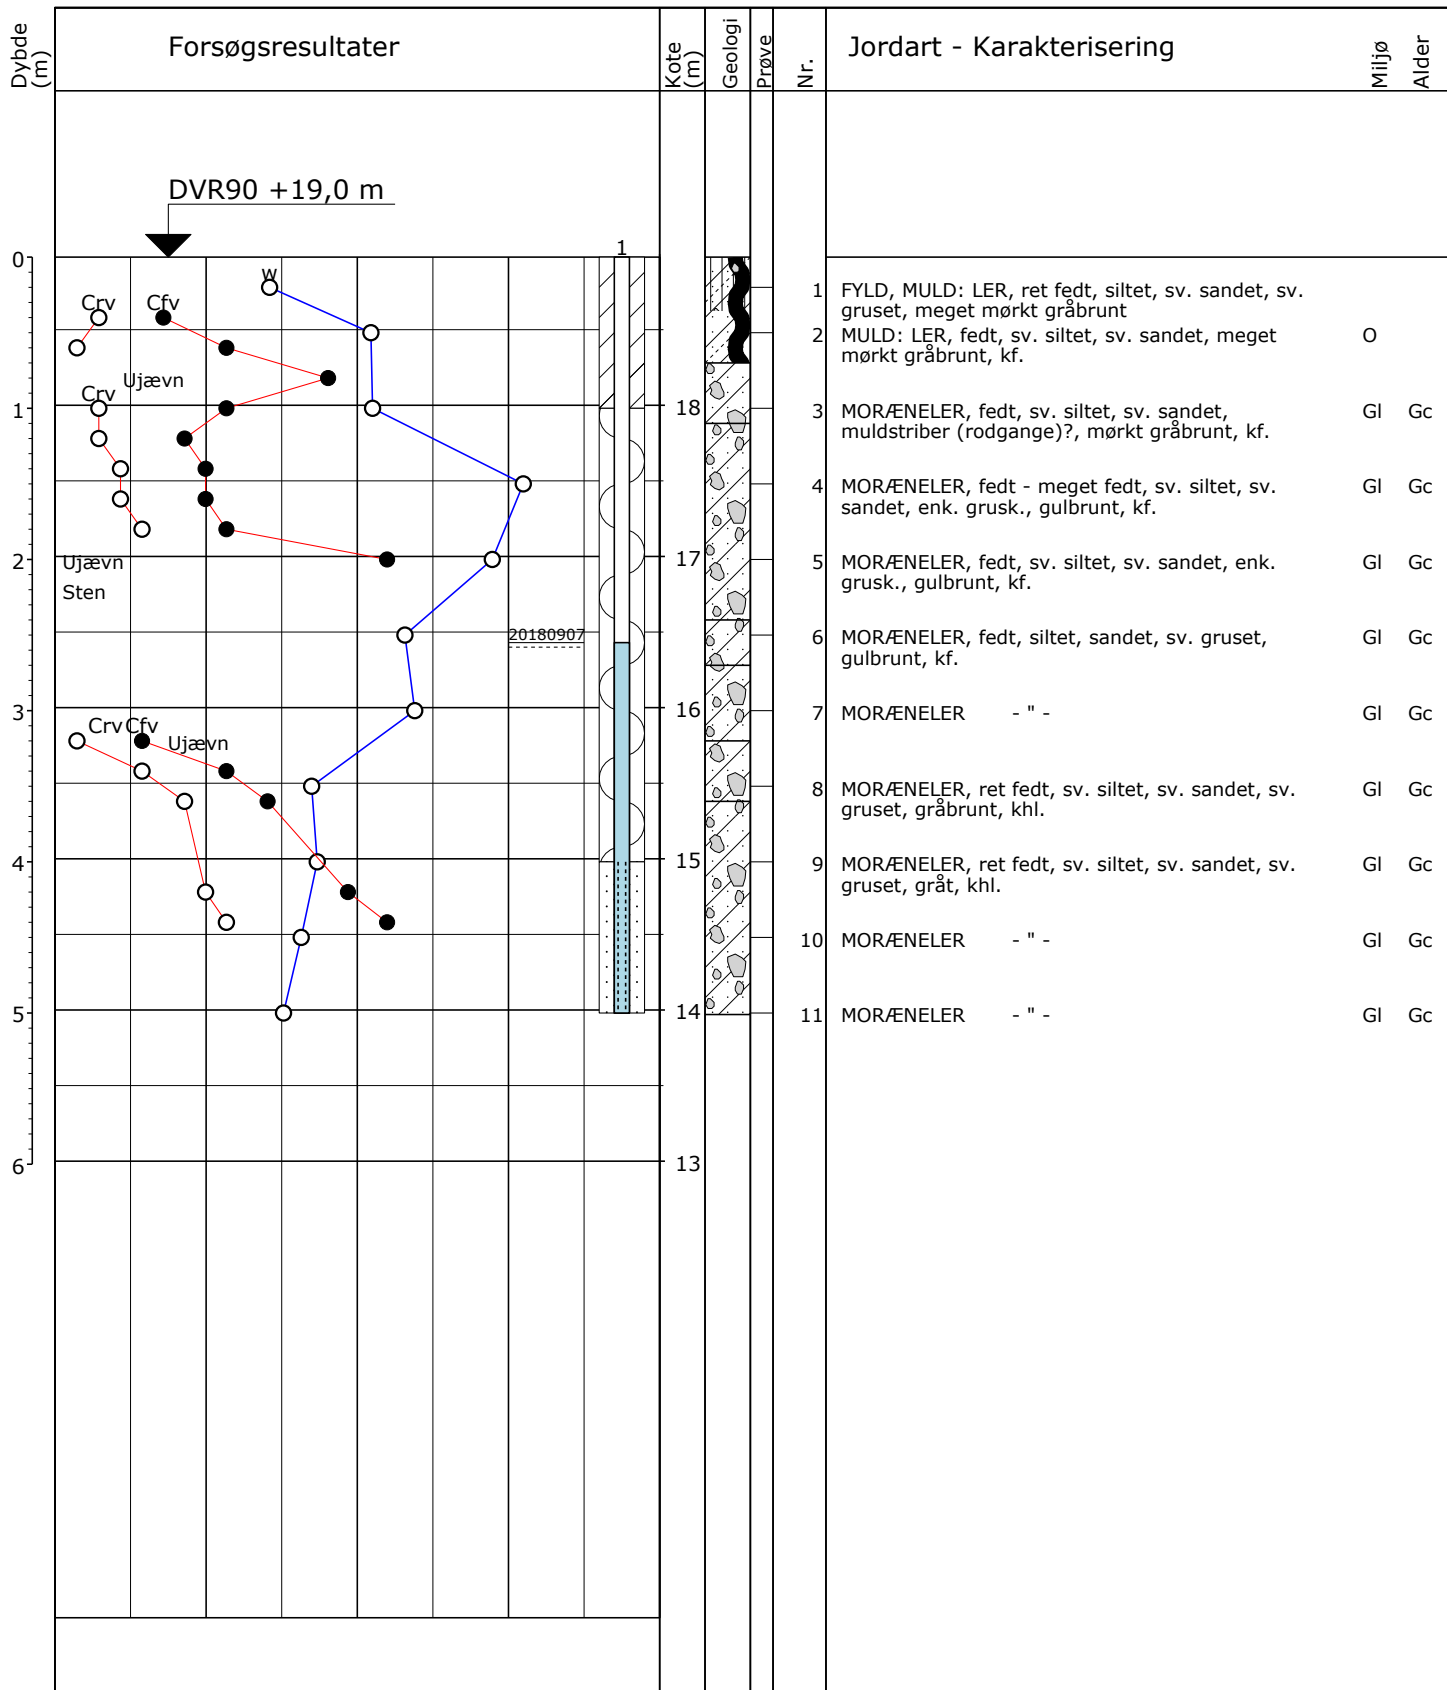 Dybde
(m)
Forsøgsresultater
Kote
(m)
Geologi
Prøve
Nr.
Jordart - Karakterisering
Miljø
Alder
DVR90 +19,0 m
1
0
W
Crv
Cfv
1 FYLD, MULD: LER, ret fedt, siltet, sv. sandet, sv.
gruset, meget mørkt gråbrunt
2 MULD: LER, fedt, sv. siltet, sv. sandet, meget O
mørkt gråbrunt, kf.
Ujævn
Crv
1
18
3 MORÆNELER, fedt, sv. siltet, sv. sandet, Gl Gc
muldstriber (rodgange)?, mørkt gråbrunt, kf.
4 MORÆNELER, fedt - meget fedt, sv. siltet, sv. Gl Gc
sandet, enk. grusk., gulbrunt, kf.
2
Ujævn
Sten
17
5 MORÆNELER, fedt, sv. siltet, sv. sandet, enk. Gl Gc
grusk., gulbrunt, kf.
20180907
6 MORÆNELER, fedt, siltet, sandet, sv. gruset, Gl Gc
gulbrunt, kf.
3
16
7 MORÆNELER - " - Gl Gc
Crv Cfv
Ujævn
8 MORÆNELER, ret fedt, sv. siltet, sv. sandet, sv. Gl Gc
gruset, gråbrunt, khl.
4
15
9 MORÆNELER, ret fedt, sv. siltet, sv. sandet, sv. Gl Gc
gruset, gråt, khl.
10 MORÆNELER - " - Gl Gc
5
14
11 MORÆNELER - " - Gl Gc
6
13